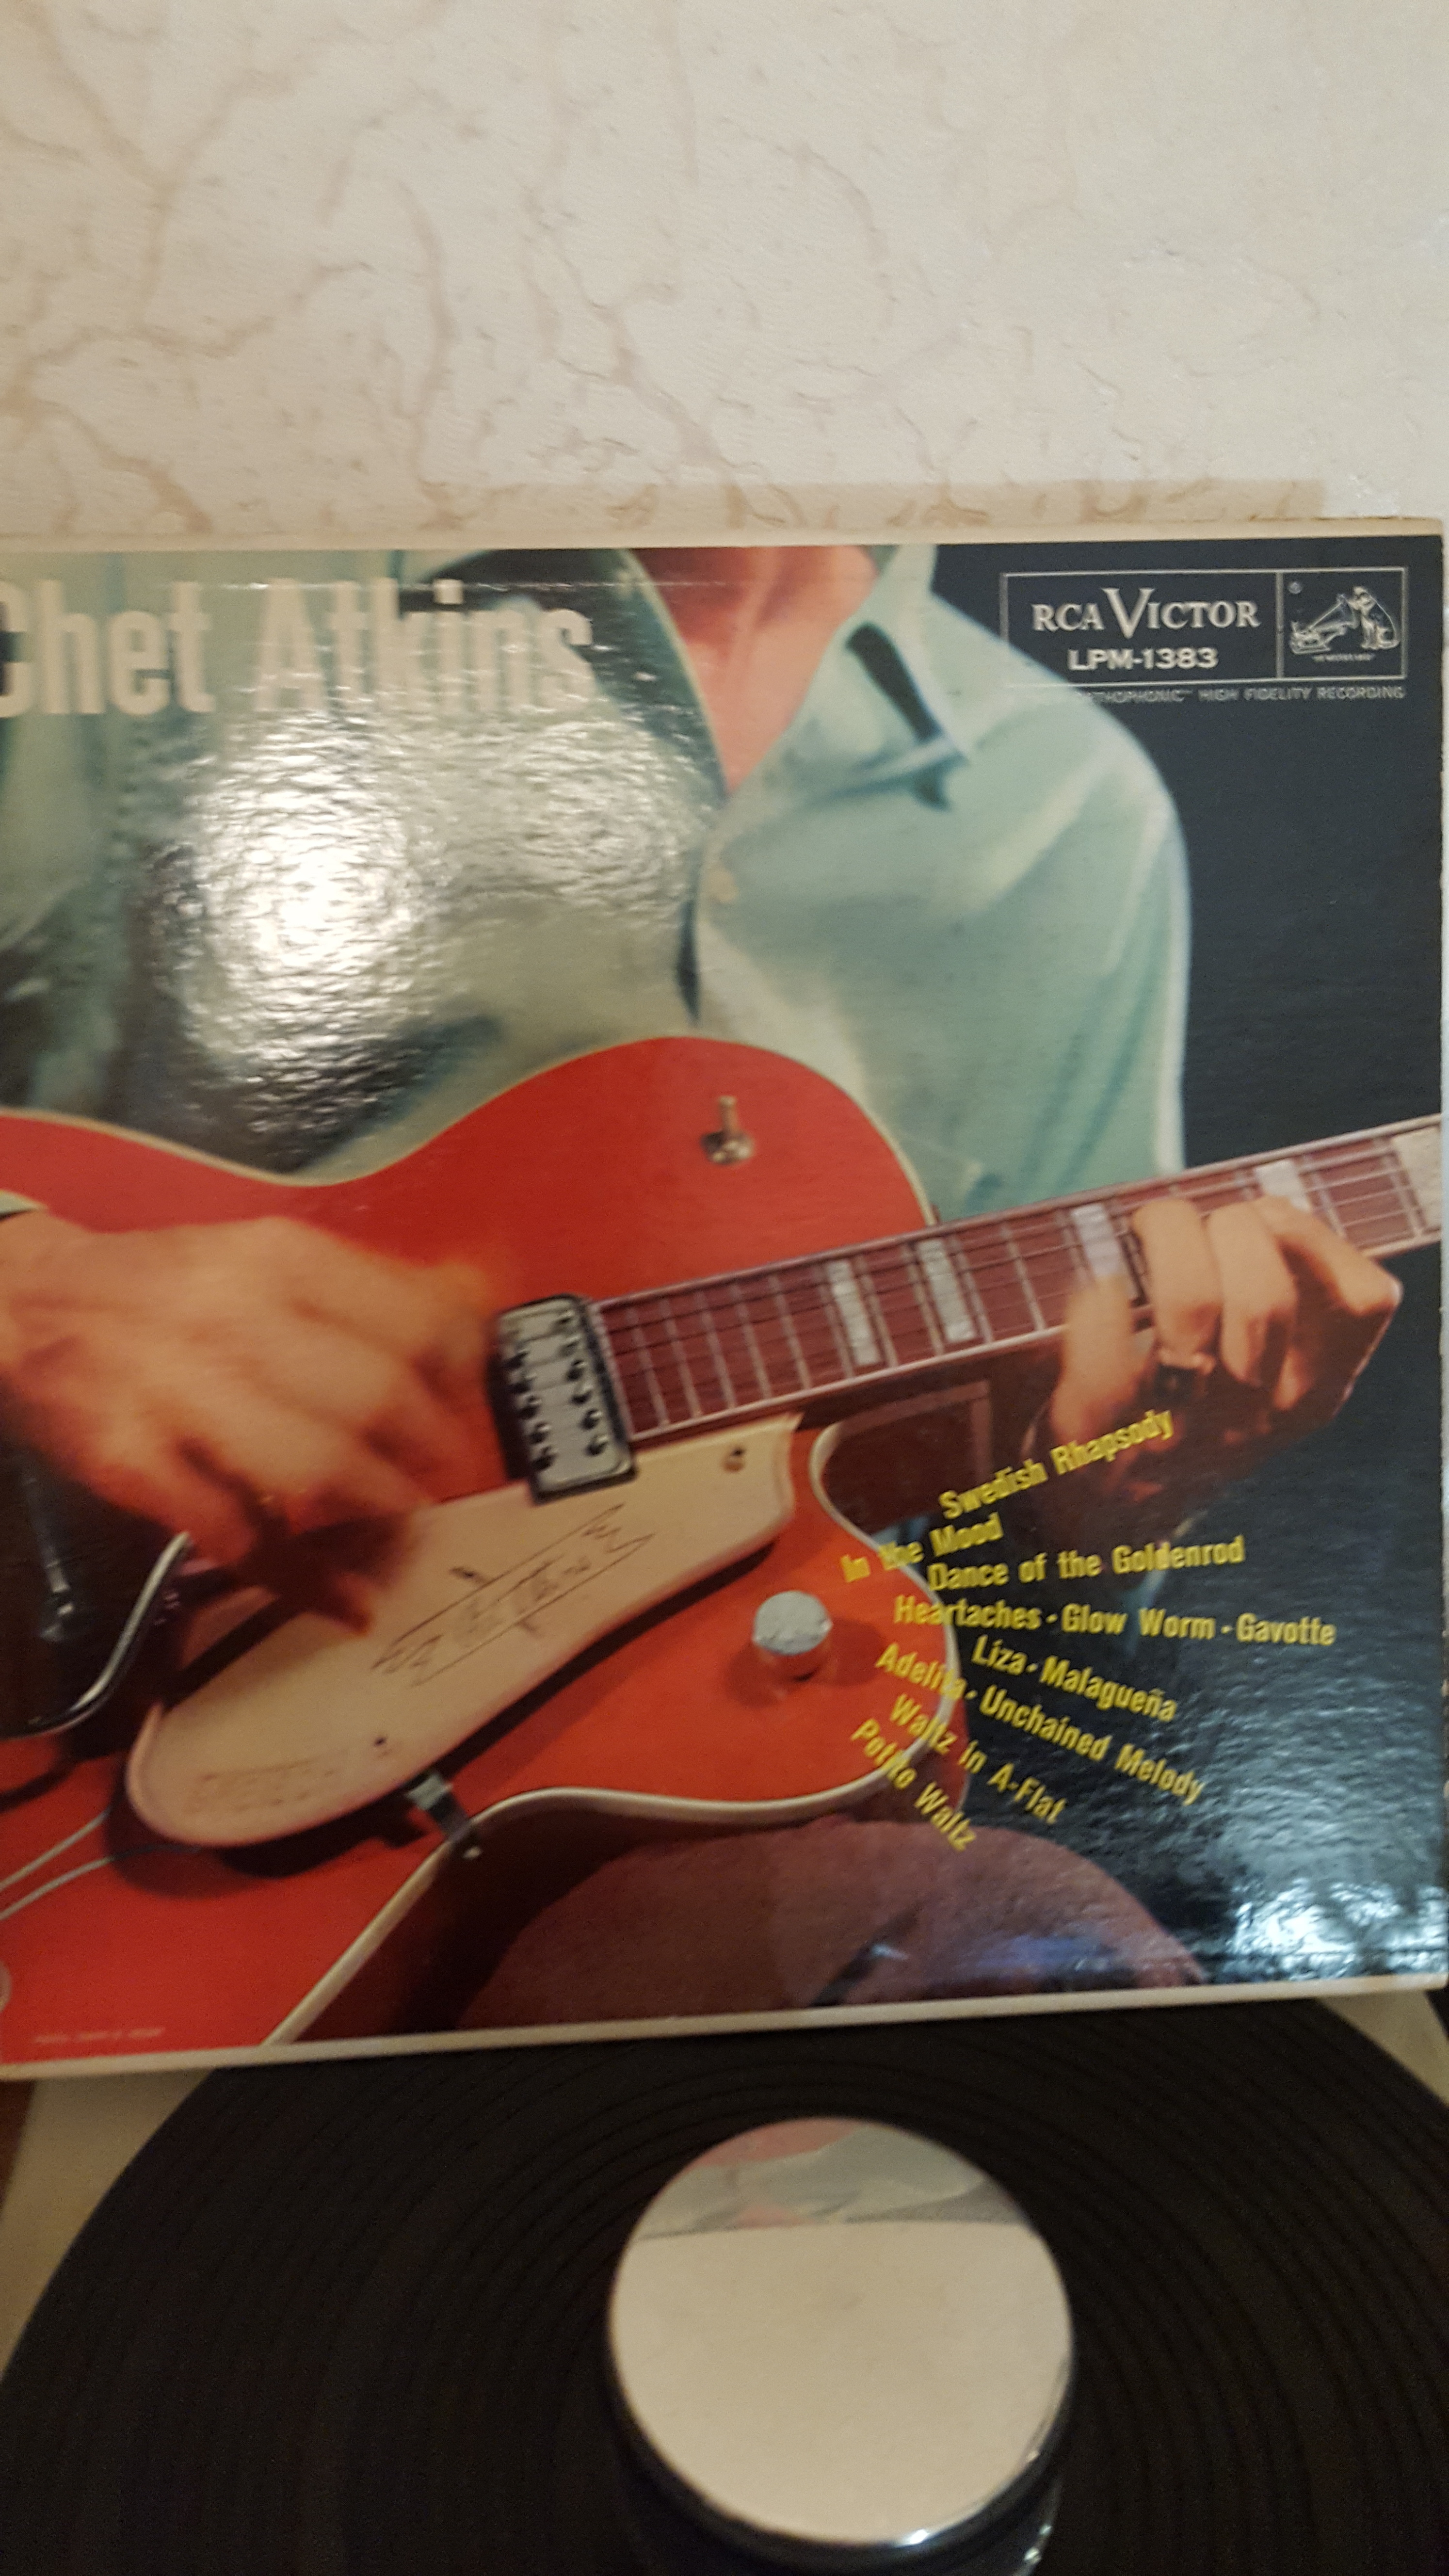 Chet Atkins
RCA VICTOR
LPM-1383
HIGH FIDELITY RECORDING
Swedish Rhapsody
In the Mood
Dance of the Goldenrod
Heartaches · Glow Worm · Gavotte
Liza · Malagueña
Adelita · Unchained Melody
Waltz in A-Flat
Petite Waltz